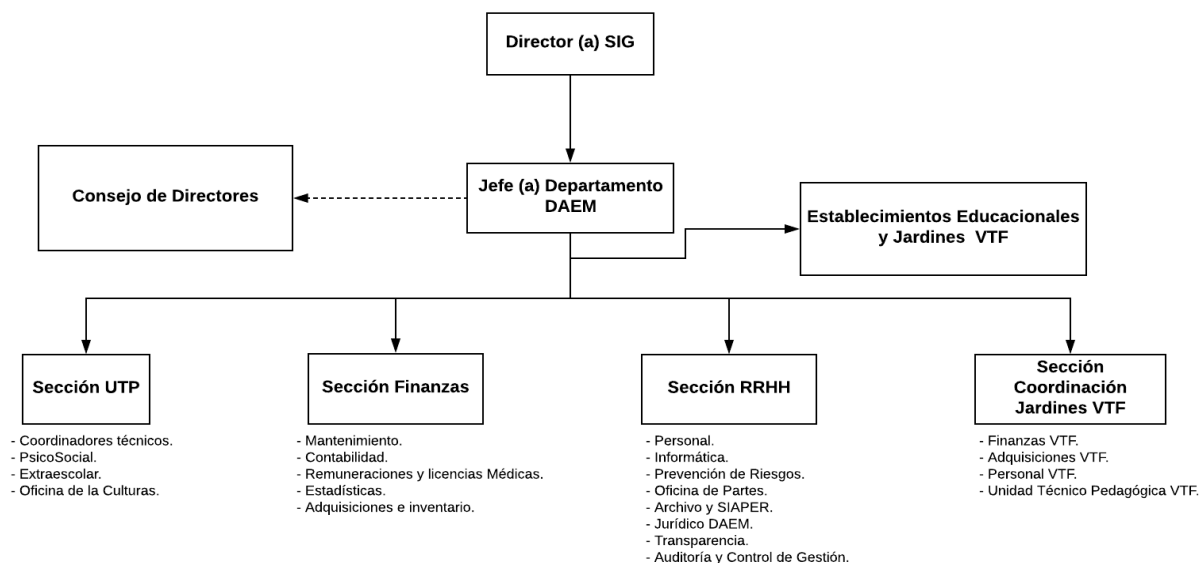 Director (a) SIG
Consejo de Directores
Jefe (a) Departamento
DAEM
Establecimientos Educacionales
y Jardines VTF
Sección UTP
- Coordinadores técnicos.
- PsicoSocial.
- Extraescolar.
- Oficina de la Culturas.
Sección Finanzas
- Mantenimiento.
- Contabilidad.
- Remuneraciones y licencias Médicas.
- Estadísticas.
- Adquisiciones e inventario.
Sección RRHH
- Personal.
- Informática.
- Prevención de Riesgos.
- Oficina de Partes.
- Archivo y SIAPER.
- Jurídico DAEM.
- Transparencia.
- Auditoría y Control de Gestión.
Sección
Coordinación
Jardines VTF
- Finanzas VTF.
- Adquisiciones VTF.
- Personal VTF.
- Unidad Técnico Pedagógica VTF.